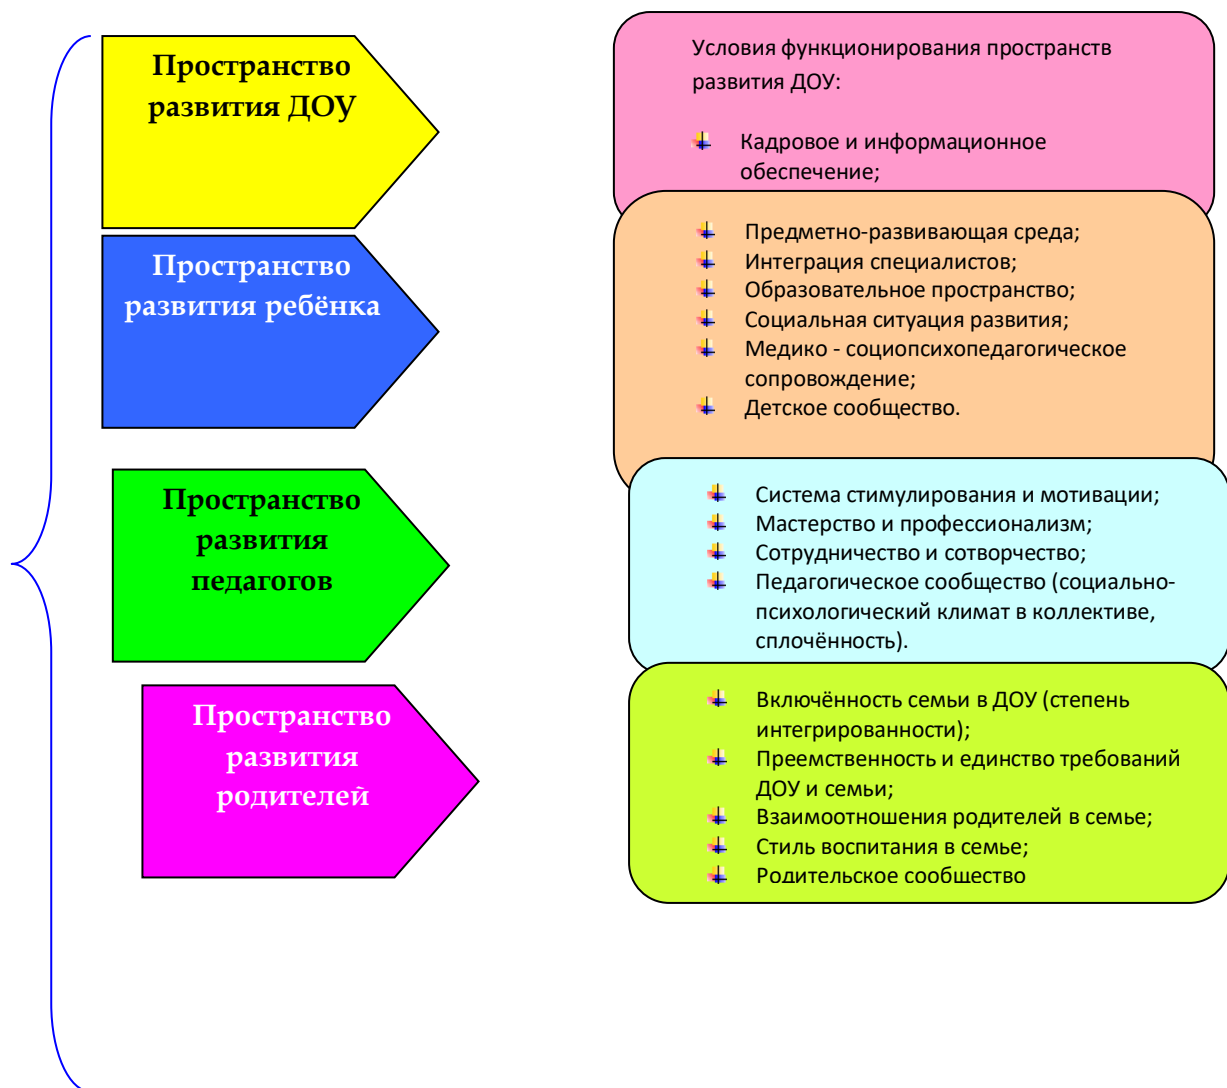 Пространство
развития ДОУ
Условия функционирования пространств
развития ДОУ:
Кадровое и информационное
обеспечение;
Пространство
развития ребёнка
Предметно-развивающая среда;
Интеграция специалистов;
Образовательное пространство;
Социальная ситуация развития;
Медико - социопсихопедагогическое
сопровождение;
Детское сообщество.
Пространство
развития
педагогов
Система стимулирования и мотивации;
Мастерство и профессионализм;
Сотрудничество и сотворчество;
Педагогическое сообщество (социально-
психологический климат в коллективе,
сплочённость).
Пространство
развития
родителей
Включённость семьи в ДОУ (степень
интегрированности);
Преемственность и единство требований
ДОУ и семьи;
Взаимоотношения родителей в семье;
Стиль воспитания в семье;
Родительское сообщество